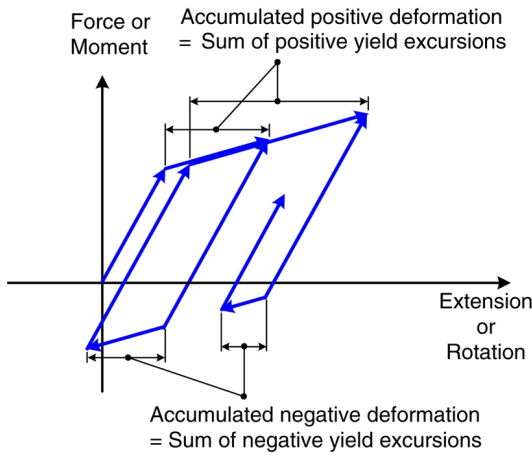 Force or
Moment
Accumulated positive deformation
= Sum of positive yield excursions
Extension
or
Rotation
Accumulated negative deformation
= Sum of negative yield excursions